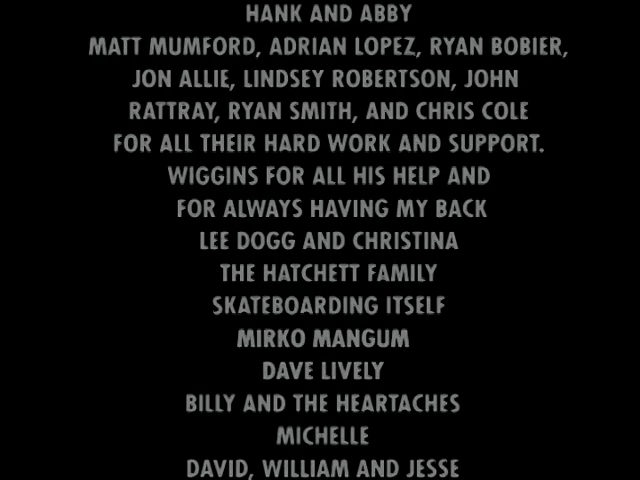 HANK AND ABBY
MATT MUMFORD, ADRIAN LOPEZ, RYAN BOBIER,
JON ALLIE, LINDSEY ROBERTSON, JOHN
RATTRAY, RYAN SMITH, AND CHRIS COLE
FOR ALL THEIR HARD WORK AND SUPPORT.
WIGGINS FOR ALL HIS HELP AND
FOR ALWAYS HAVING MY BACK
LEE DOGG AND CHRISTINA
THE HATCHETT FAMILY
SKATEBOARDING ITSELF
MIRKO MANGUM
DAVE LIVELY
BILLY AND THE HEARTACHES
MICHELLE
DAVID, WILLIAM AND JESSE